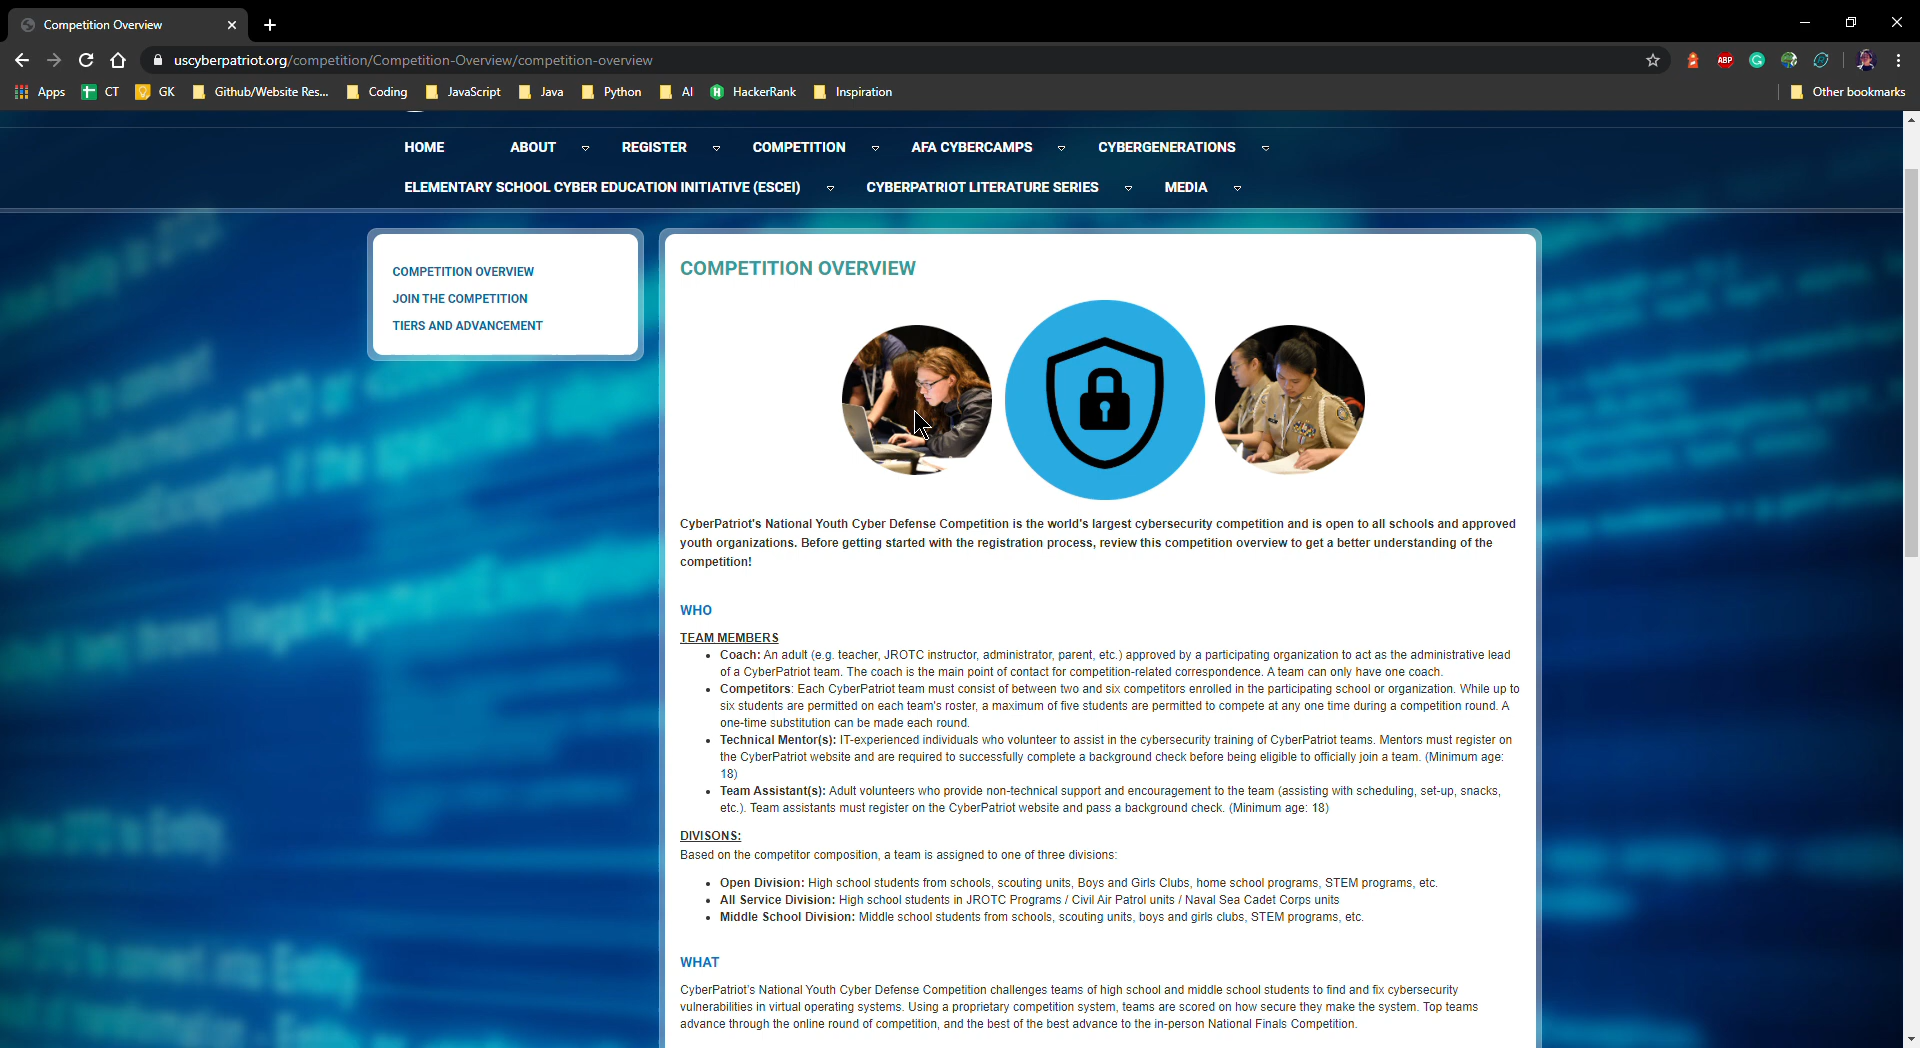 Competition Overview
uscyberpatriot.org/competition/Competition-Overview/competition-overview
ABP
Apps CT GK Github/Website Res... Coding JavaScript Java Python AI HackerRank Inspiration Other bookmarks
HOME ABOUT REGISTER COMPETITION AFA CYBERCAMPS CYBERGENERATIONS
ELEMENTARY SCHOOL CYBER EDUCATION INITIATIVE (ESCEI) CYBERPATRIOT LITERATURE SERIES MEDIA
COMPETITION OVERVIEW
JOIN THE COMPETITION
TIERS AND ADVANCEMENT
COMPETITION OVERVIEW
CyberPatriot's National Youth Cyber Defense Competition is the world's largest cybersecurity competition and is open to all schools and approved
youth organizations. Before getting started with the registration process, review this competition overview to get a better understanding of the
competition!
WHO
TEAM MEMBERS
• Coach: An adult (e.g. teacher, JROTC instructor, administrator, parent, etc.) approved by a participating organization to act as the administrative lead
of a CyberPatriot team. The coach is the main point of contact for competition-related correspondence. A team can only have one coach.
• Competitors: Each CyberPatriot team must consist of between two and six competitors enrolled in the participating school or organization. While up to
six students are permitted on each team's roster, a maximum of five students are permitted to compete at any one time during a competition round. A
one-time substitution can be made each round.
• Technical Mentor(s): IT-experienced individuals who volunteer to assist in the cybersecurity training of CyberPatriot teams. Mentors must register on
the CyberPatriot website and are required to successfully complete a background check before being eligible to officially join a team. (Minimum age:
18)
• Team Assistant(s): Adult volunteers who provide non-technical support and encouragement to the team (assisting with scheduling, set-up, snacks,
etc.). Team assistants must register on the CyberPatriot website and pass a background check. (Minimum age: 18)
DIVISONS:
Based on the competitor composition, a team is assigned to one of three divisions:
• Open Division: High school students from schools, scouting units, Boys and Girls Clubs, home school programs, STEM programs, etc.
• All Service Division: High school students in JROTC Programs / Civil Air Patrol units / Naval Sea Cadet Corps units
• Middle School Division: Middle school students from schools, scouting units, boys and girls clubs, STEM programs, etc.
WHAT
CyberPatriot's National Youth Cyber Defense Competition challenges teams of high school and middle school students to find and fix cybersecurity
vulnerabilities in virtual operating systems. Using a proprietary competition system, teams are scored on how secure they make the system. Top teams
advance through the online round of competition, and the best of the best advance to the in-person National Finals Competition.